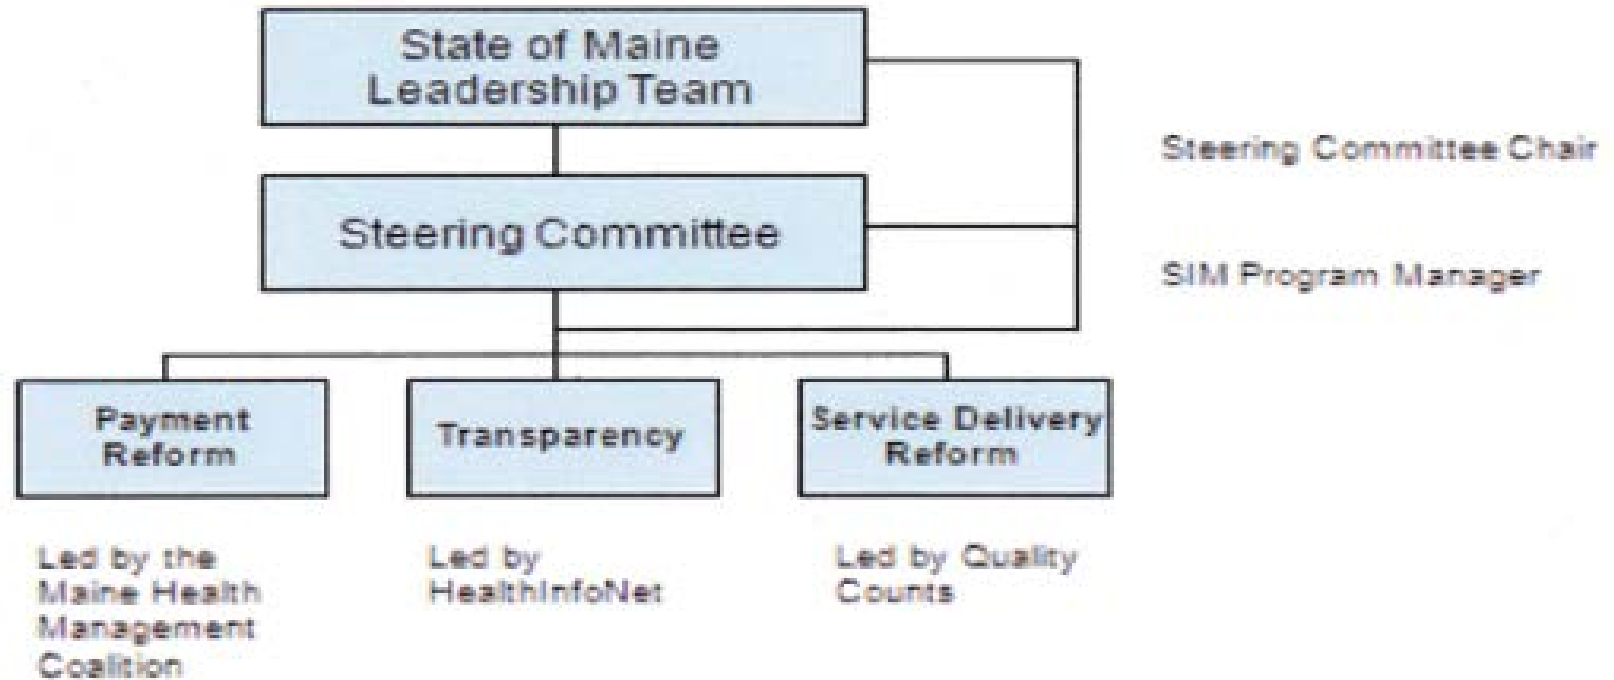 State of Maine
Leadership Team
Steering Committee Chair
Steering Committee
SIM Program Manager
Payment
Reform
Transparency
Service Delivery
Reform
Led by the
Maine Health
Management
Coalition
Led by
HealthInfoNet
Led by Quality
Counts